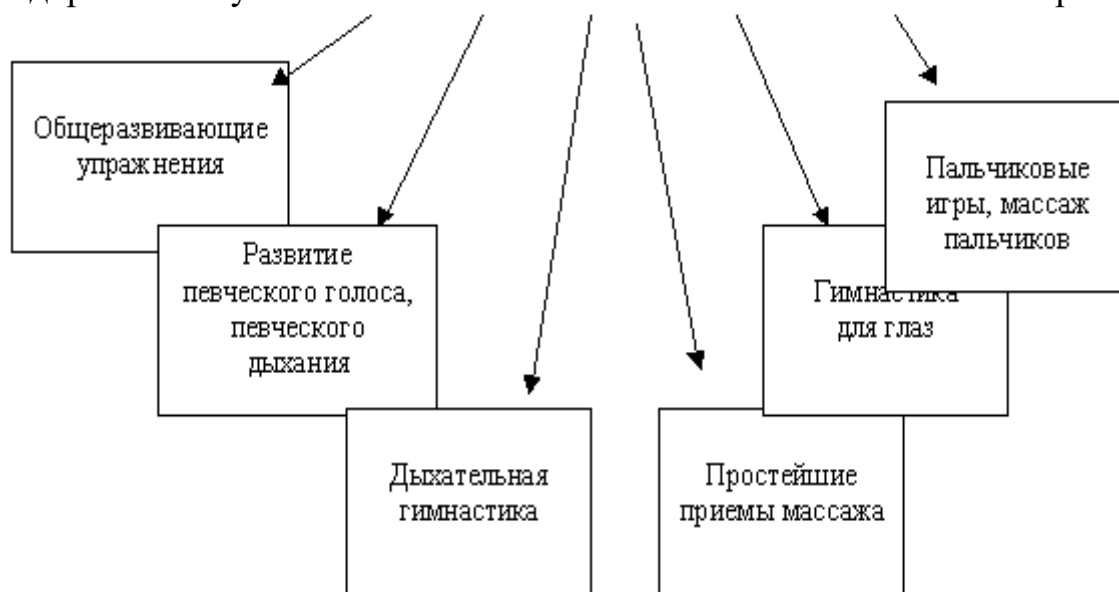 Общеразвивающие
упражнения
Развитие
певческого голоса,
певческого
дыхания
Дыхательная
гимнастика
Простейшие
приемы массажа
Гимнастика
для глаз
Пальчиковые
игры, массаж
пальчиков